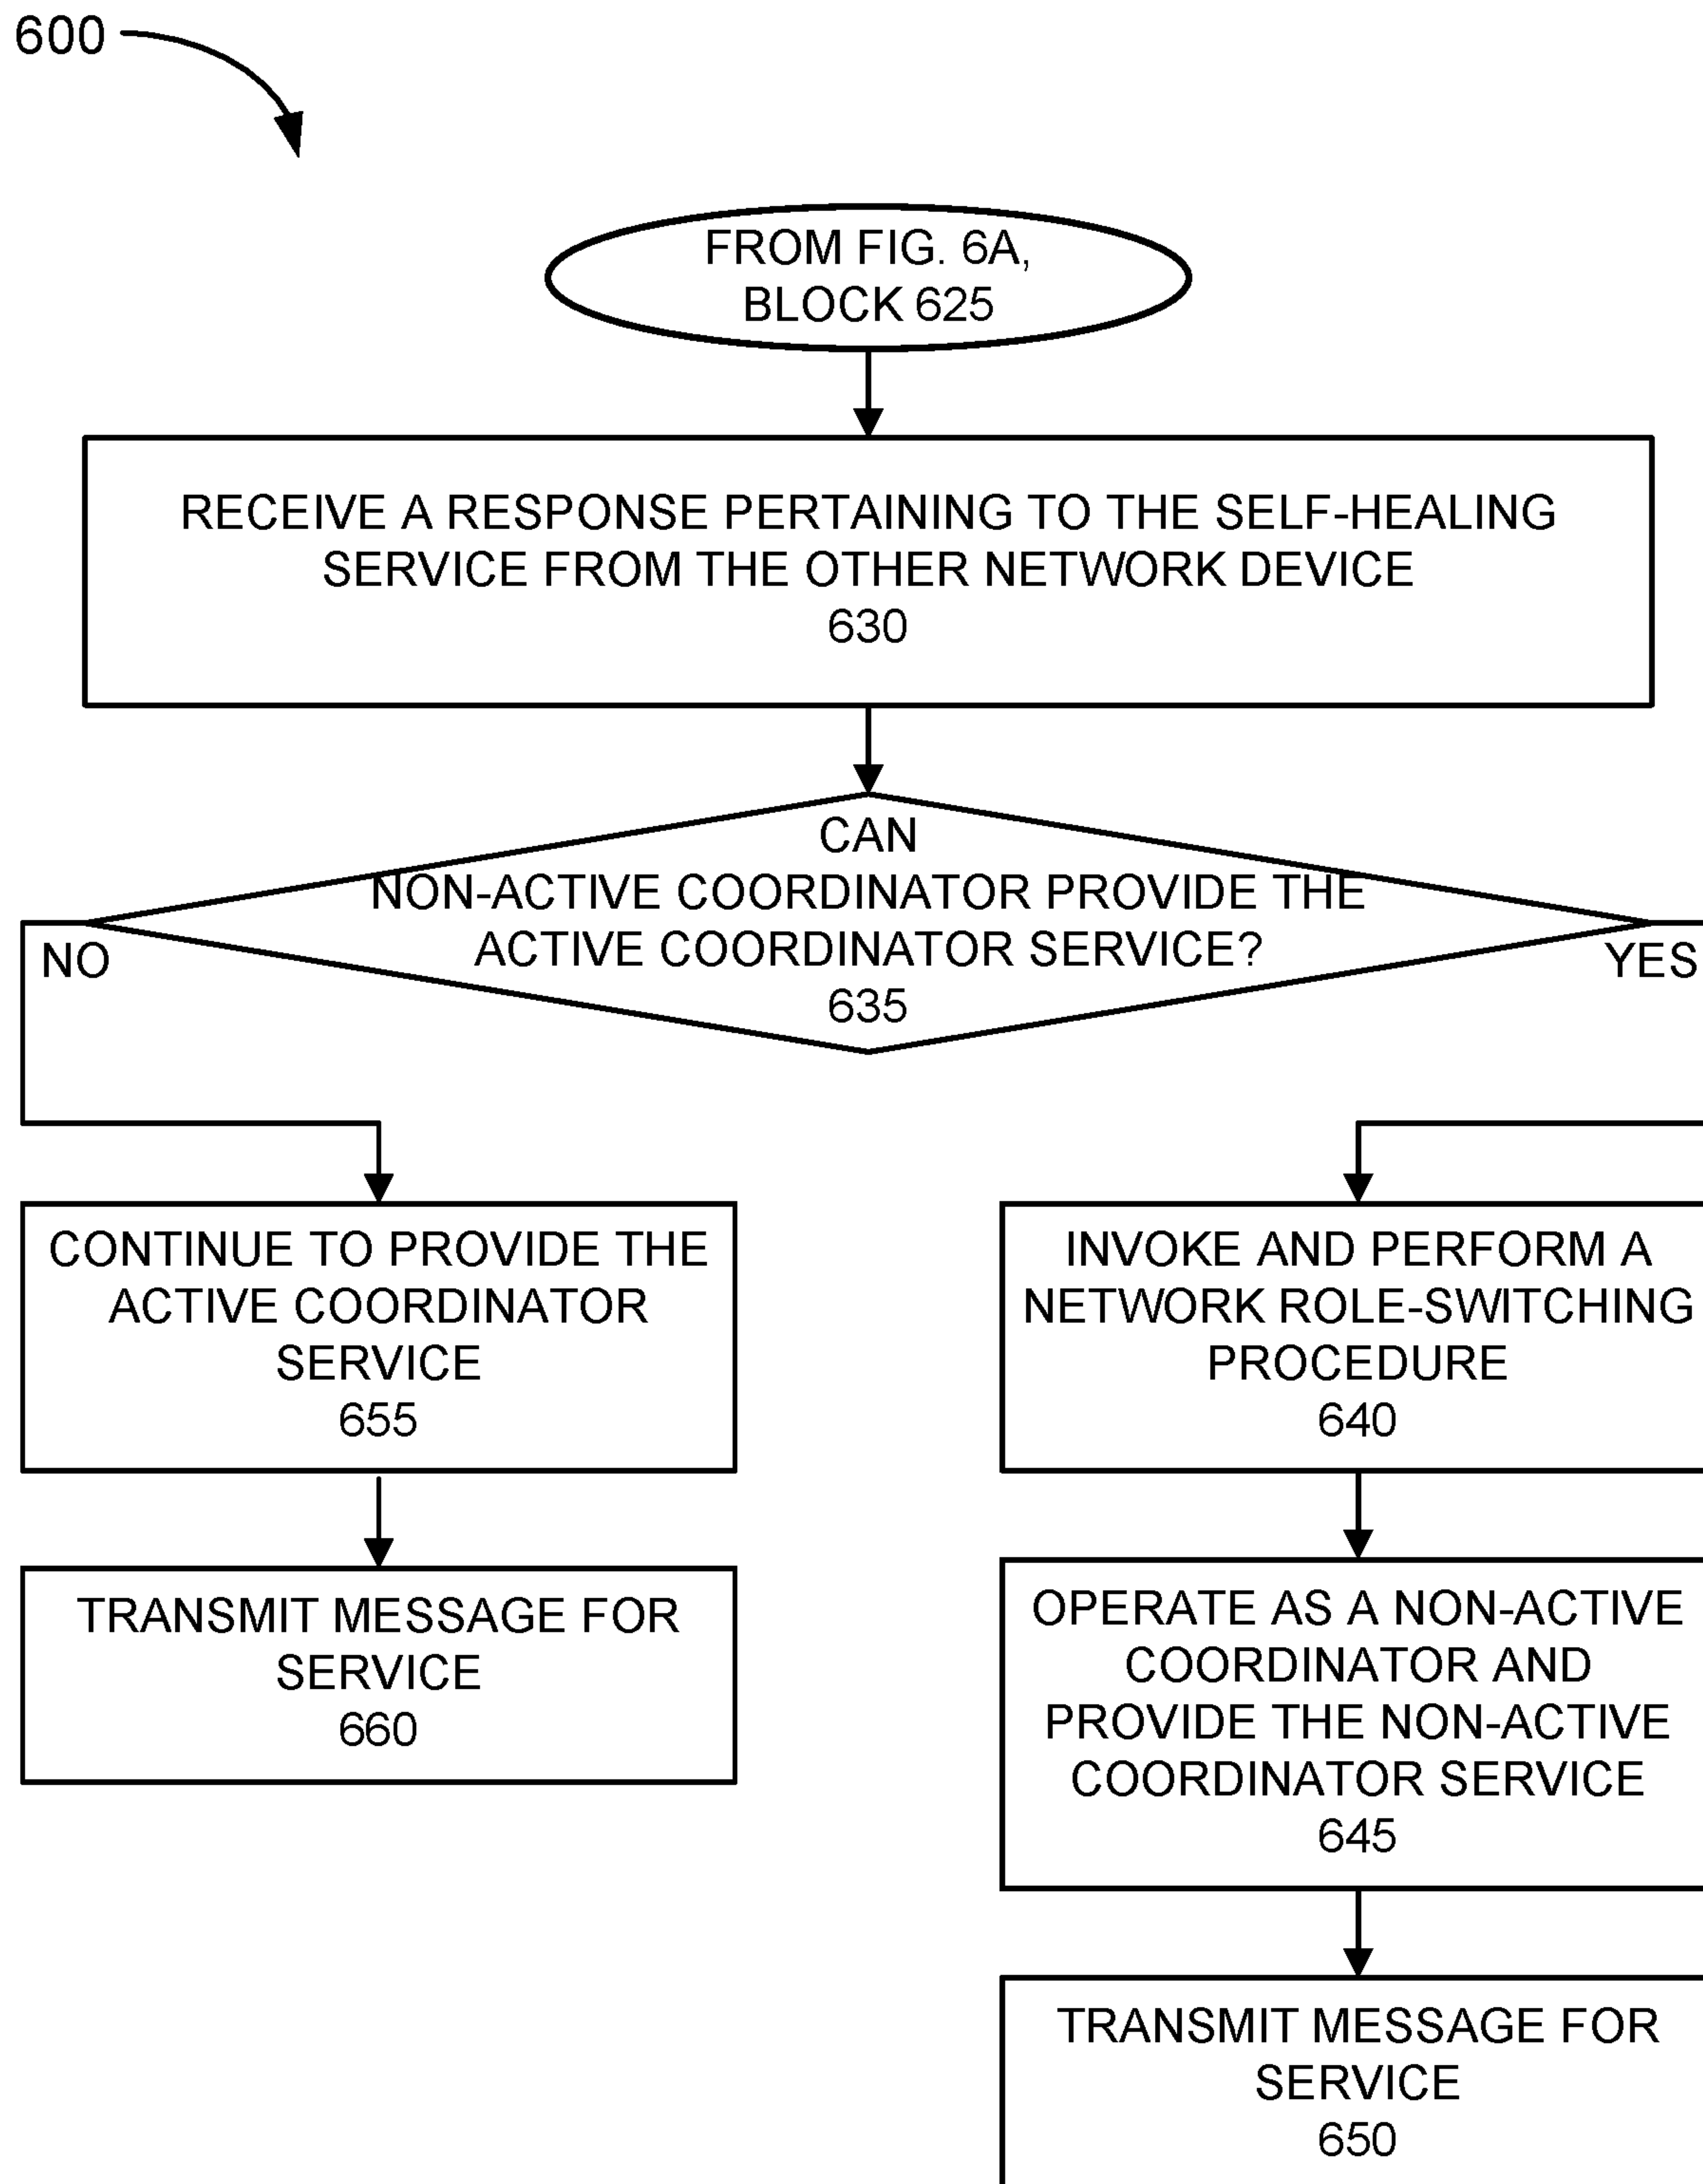 600
FROM FIG. 6A,
BLOCK 625
RECEIVE A RESPONSE PERTAINING TO THE SELF-HEALING
SERVICE FROM THE OTHER NETWORK DEVICE
630
CAN
NON-ACTIVE COORDINATOR PROVIDE THE
ACTIVE COORDINATOR SERVICE?
635
NO
YES
CONTINUE TO PROVIDE THE
ACTIVE COORDINATOR
SERVICE
655
TRANSMIT MESSAGE FOR
SERVICE
660
INVOKE AND PERFORM A
NETWORK ROLE-SWITCHING
PROCEDURE
640
OPERATE AS A NON-ACTIVE
COORDINATOR AND
PROVIDE THE NON-ACTIVE
COORDINATOR SERVICE
645
TRANSMIT MESSAGE FOR
SERVICE
650